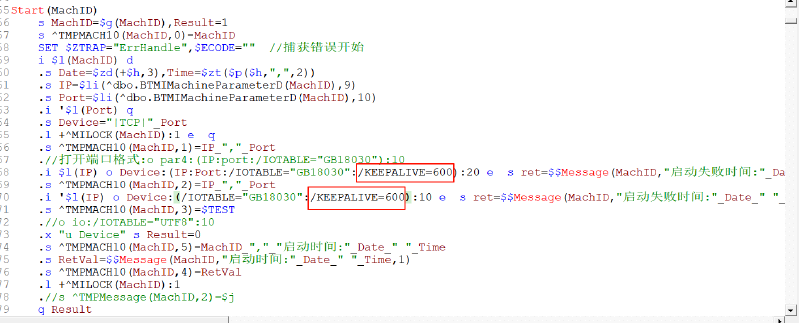 55 Start(MachID)
56 s MachID=$g(MachID),Result=1
57 s ^TMPMACH10(MachID,0)=MachID
58 SET $ZTRAP="ErrHandle",$ECODE="" //捕获错误开始
59 i $l(MachID) d
60 .s Date=$zd(+$h,3),Time=$zt($p($h,",",2))
61 .s IP=$li(^dbo.BTMIMachineParameterD(MachID),9)
62 .s Port=$li(^dbo.BTMIMachineParameterD(MachID),10)
63 .i '$l(Port) q
64 .s Device="|TCP|"_Port
65 .l +^MILOCK(MachID):1 e q
66 .s ^TMPMACH10(MachID,1)=IP_","_Port
67 .//打开端口格式:o par4:(IP:port:/IOTABLE="GB18030"):10
68 .i $l(IP) o Device:(IP:Port:/IOTABLE="GB18030":/KEEPALIVE=600):20 e s ret=$$Message(MachID,"启动失败时间:"_Da
69 .s ^TMPMACH10(MachID,2)=IP_","_Port
70 .i '$l(IP) o Device:(/IOTABLE="GB18030":/KEEPALIVE=600):10 e s ret=$$Message(MachID,"启动失败时间:"_Date_" "_
71 .s ^TMPMACH10(MachID,3)=$TEST
72 .//o io:/IOTABLE="UTF8":10
73 .x "u Device" s Result=0
74 .s ^TMPMACH10(MachID,5)=MachID_","_"启动时间:"_Date_" "_Time
75 .s RetVal=$$Message(MachID,"启动时间:"_Date_" "_Time,1)
76 .s ^TMPMACH10(MachID,4)=RetVal
77 .l +^MILOCK(MachID):1
78 .//s ^TMPMessage(MachID,2)=$j
79 q Result